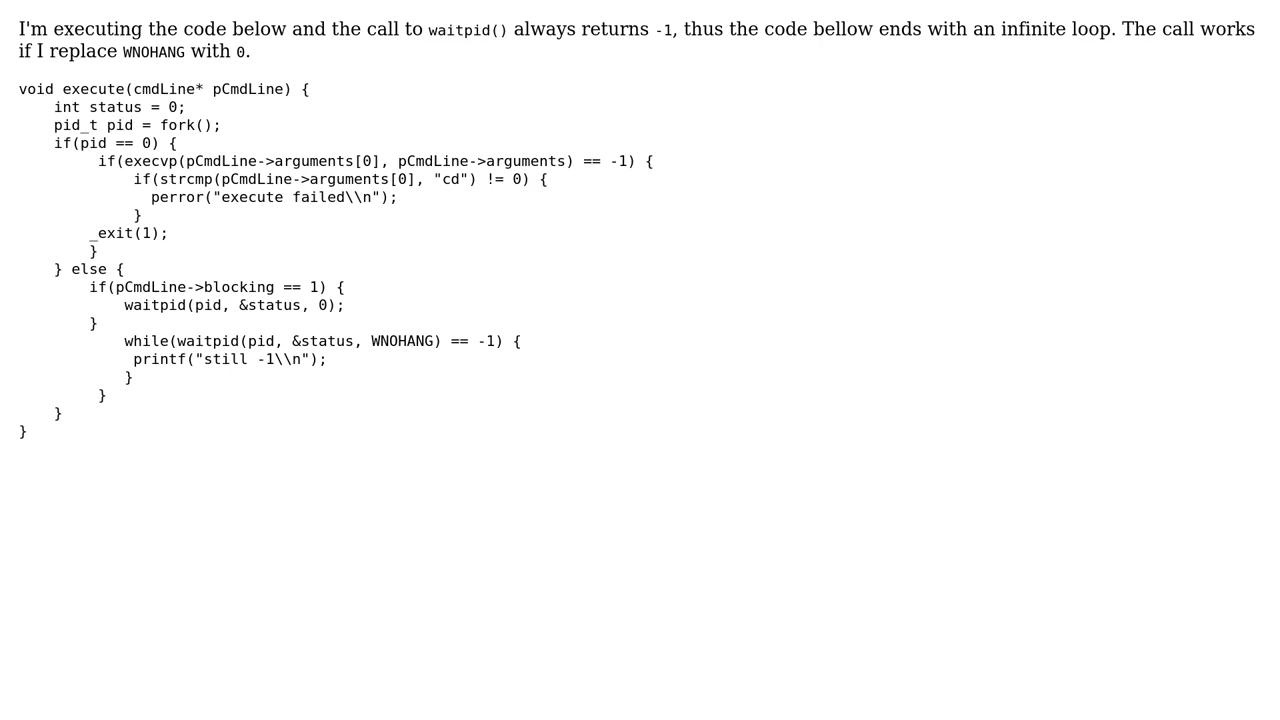 I'm executing the code below and the call to waitpid() always returns -1, thus the code bellow ends with an infinite loop. The call works
if I replace WNOHANG with 0.
void execute(cmdLine* pCmdLine) {
    int status = 0;
    pid_t pid = fork();
    if(pid == 0) {
         if(execvp(pCmdLine->arguments[0], pCmdLine->arguments) == -1) {
             if(strcmp(pCmdLine->arguments[0], "cd") != 0) {
               perror("execute failed\\n");
             }
        _exit(1);
        }
    } else {
        if(pCmdLine->blocking == 1) {
            waitpid(pid, &status, 0);
        }
            while(waitpid(pid, &status, WNOHANG) == -1) {
             printf("still -1\\n");
            }
         }
    }
}